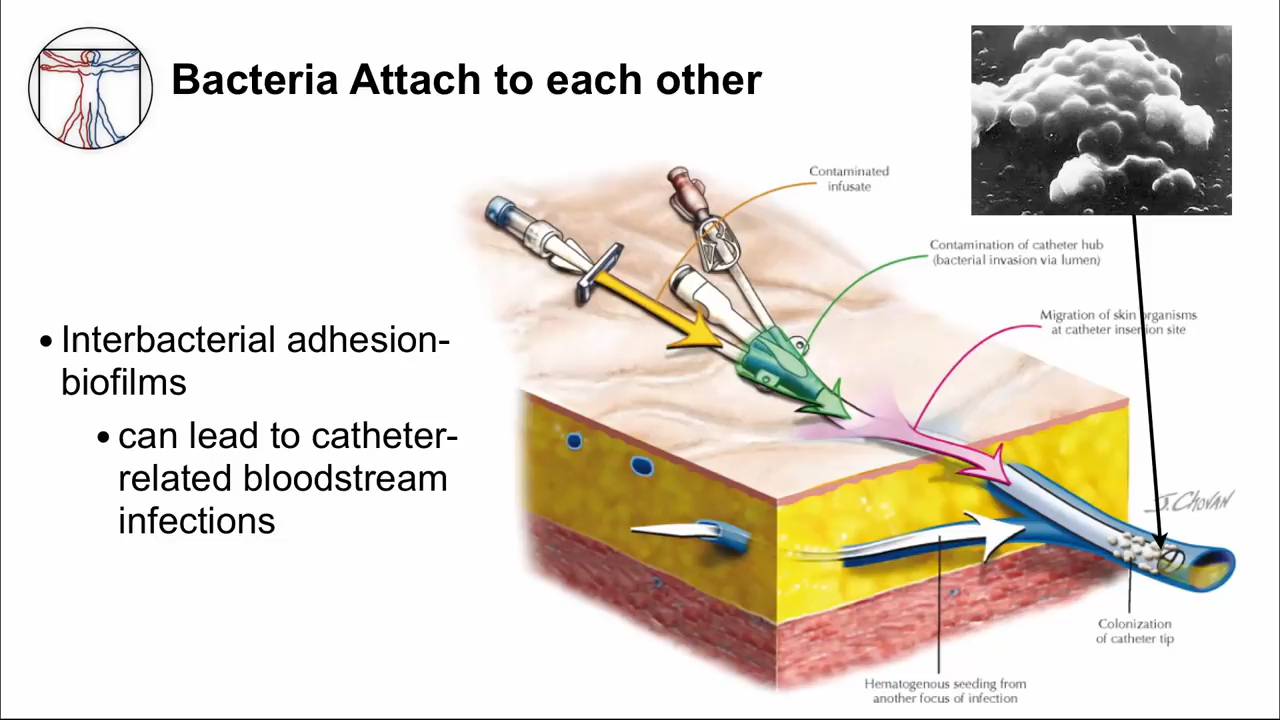 Bacteria Attach to each other
Contaminated
infusate
Contamination of catheter hub
(bacterial invasion via lumen)
Migration of skin organisms
at catheter insertion site
• Interbacterial adhesion-
biofilms
• can lead to catheter-
related bloodstream
infections
J. CHOVAN
Colonization
of catheter tip
Hematogenous seeding from
another focus of infection